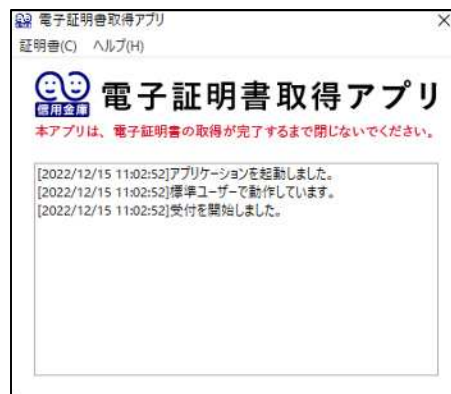 電子証明書取得アプリ
証明書(C) ヘルプ(H)
信用金庫
電子証明書取得アプリ
本アプリは、電子証明書の取得が完了するまで閉じないでください。
[2022/12/15 11:02:52]アプリケーションを起動しました。
[2022/12/15 11:02:52]標準ユーザーで動作しています。
[2022/12/15 11:02:52]受付を開始しました。